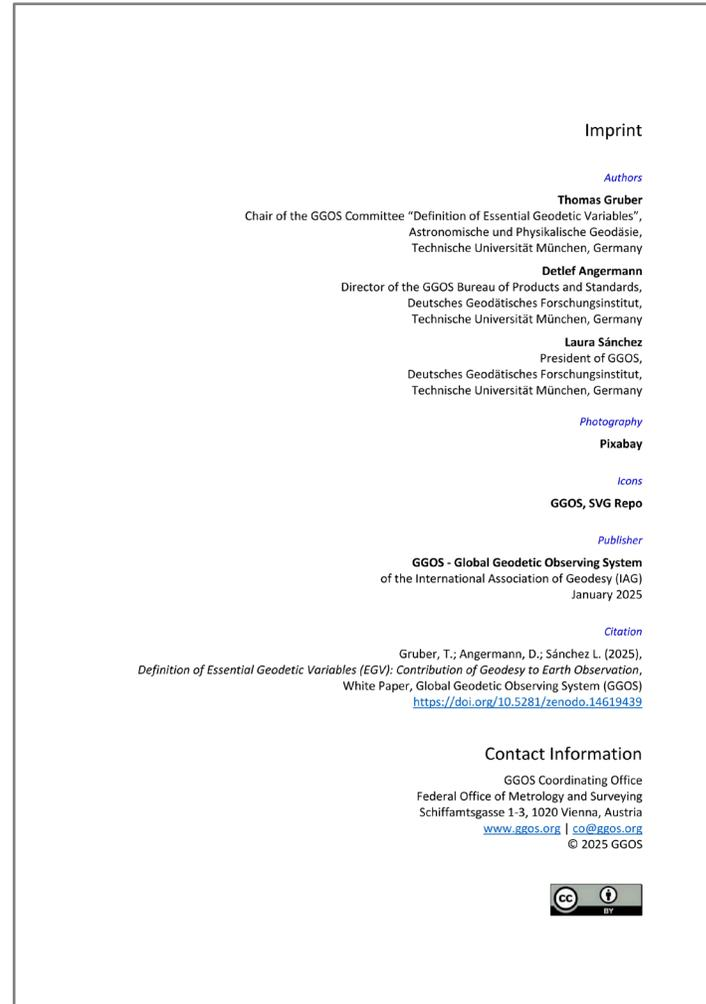 Imprint
Authors
Thomas Gruber
Chair of the GGOS Committee “Definition of Essential Geodetic Variables”,
Astronomische und Physikalische Geodäsie,
Technische Universität München, Germany
Detlef Angermann
Director of the GGOS Bureau of Products and Standards,
Deutsches Geodätisches Forschungsinstitut,
Technische Universität München, Germany
Laura Sánchez
President of GGOS,
Deutsches Geodätisches Forschungsinstitut,
Technische Universität München, Germany
Photography
Pixabay
Icons
GGOS, SVG Repo
Publisher
GGOS - Global Geodetic Observing System
of the International Association of Geodesy (IAG)
January 2025
Citation
Gruber, T.; Angermann, D.; Sánchez L. (2025),
Definition of Essential Geodetic Variables (EGV): Contribution of Geodesy to Earth Observation,
White Paper, Global Geodetic Observing System (GGOS)
https://doi.org/10.5281/zenodo.14619439
Contact Information
GGOS Coordinating Office
Federal Office of Metrology and Surveying
Schiffamtsgasse 1-3, 1020 Vienna, Austria
www.ggos.org | co@ggos.org
© 2025 GGOS
cc
BY